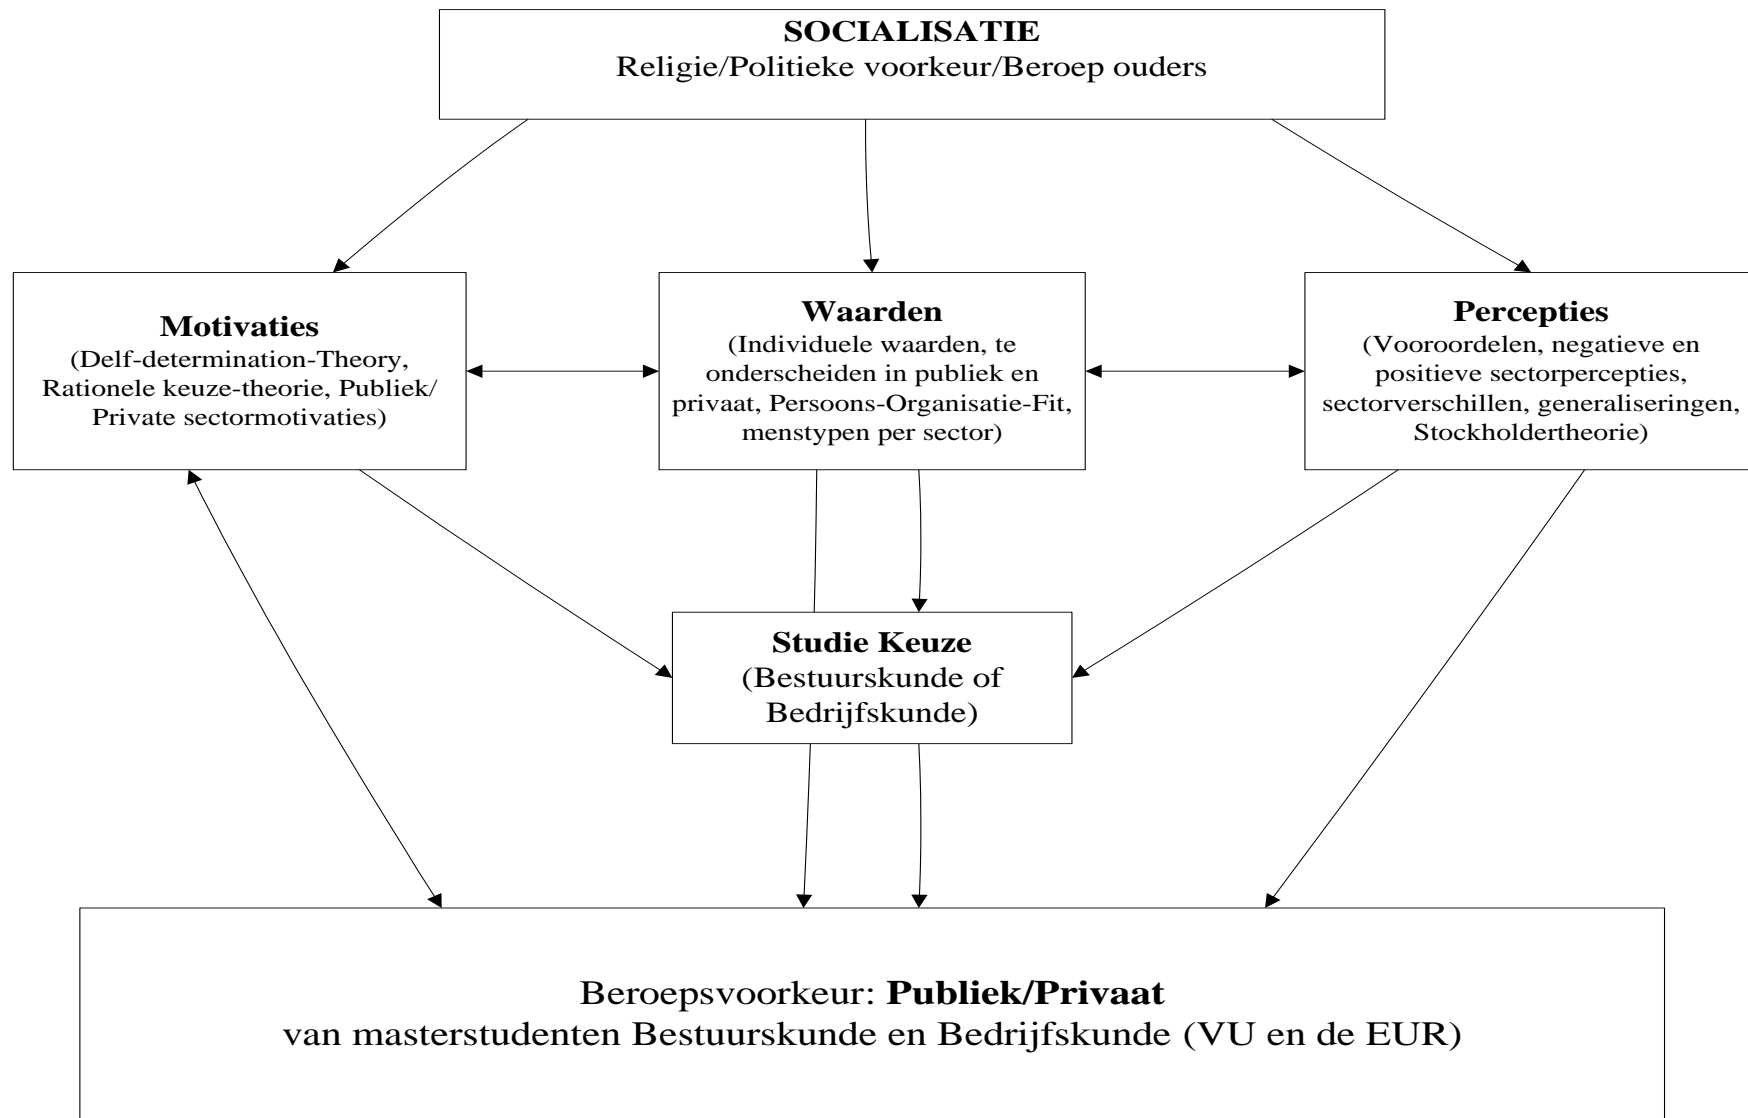 SOCIALISATIE
Religie/Politieke voorkeur/Beroep ouders
Motivaties
(Delf-determination-Theory,
Rationele keuze-theorie, Publiek/
Private sectormotivaties)
Waarden
(Individuele waarden, te
onderscheiden in publiek en
privaat, Persoons-Organisatie-Fit,
menstypen per sector)
Percepties
(Vooroordelen, negatieve en
positieve sectorpercepties,
sectorverschillen, generaliseringen,
Stockholdertheorie)
Studie Keuze
(Bestuurskunde of
Bedrijfskunde)
Beroepsvoorkeur: Publiek/Privaat
van masterstudenten Bestuurskunde en Bedrijfskunde (VU en de EUR)